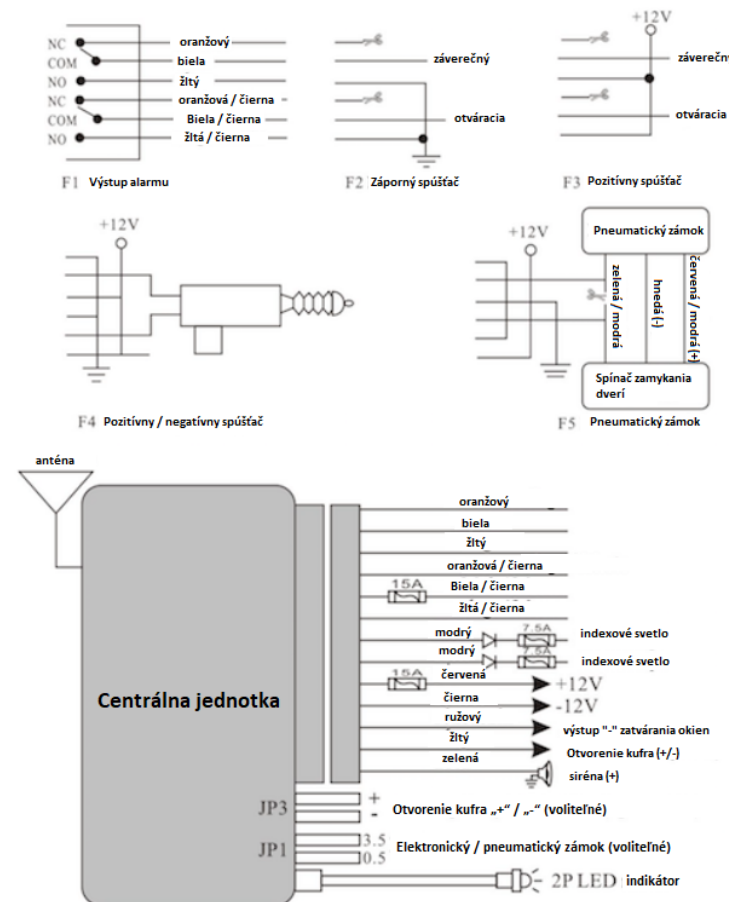 NC oranžový
COM biela
NO žltý
NC oranžová / čierna
COM Biela / čierna
NO žltá / čierna
F1 Výstup alarmu
záverečný
otváracia
F2 Záporný spúšťač
+12V
záverečný
otváracia
F3 Pozitívny spúšťač
+12V
F4 Pozitívny / negatívny spúšťač
+12V
Pneumatický zámok
zelená / modrá
hnedá (-)
červená / modrá (+)
Spínač zamykania
dverí
F5 Pneumatický zámok
anténa
Centrálna jednotka
oranžový
biela
žltý
oranžová / čierna
15A Biela / čierna
žltá / čierna
modrý 7.5A indexové svetlo
modrý 7.5A indexové svetlo
15A červená +12V
čierna -12V
ružový výstup "-" zatvárania okien
žltý Otvorenie kufra (+/-)
zelená siréna (+)
JP3 + - Otvorenie kufra „+“ / „-“ (voliteľné)
JP1 3.5 0.5 Elektronický / pneumatický zámok (voliteľné)
2P LED indikátor